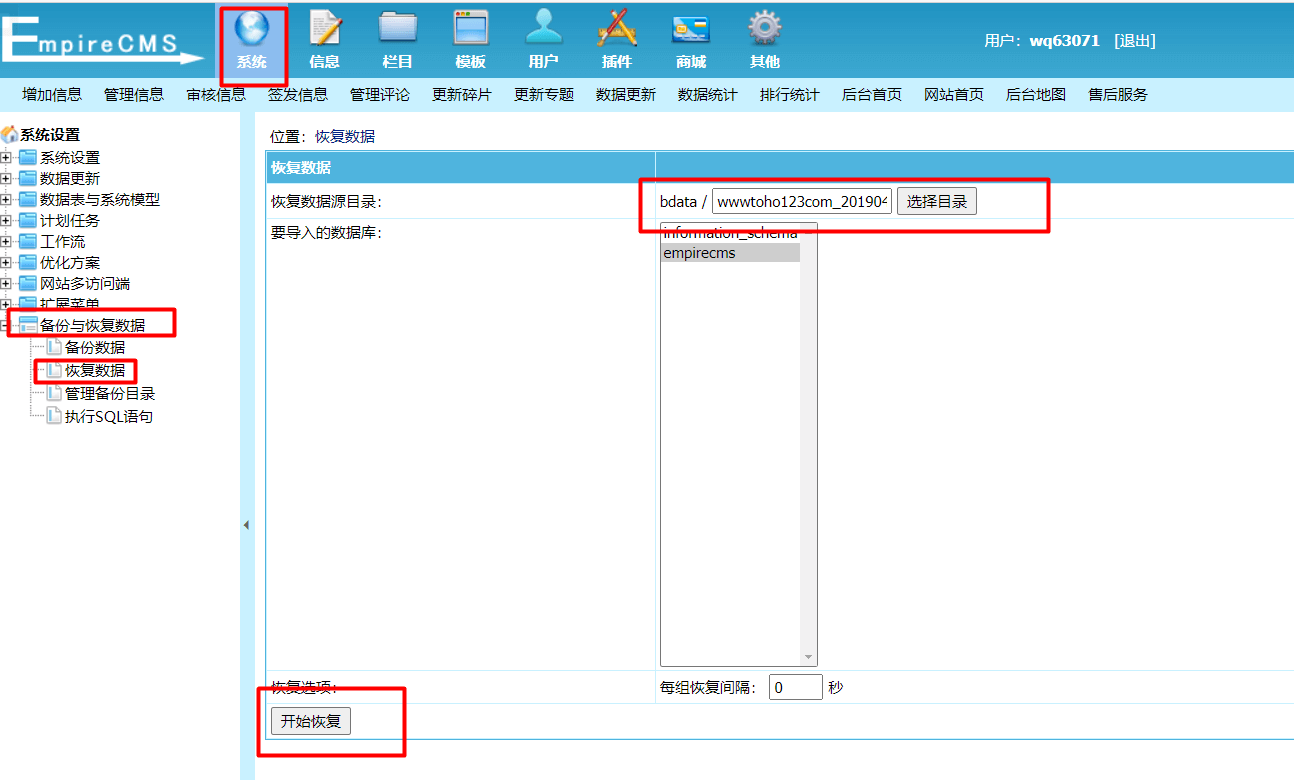 EmpireCMS
系统 信息 栏目 模板 用户 插件 商城 其他
用户：wq63071 [退出]
增加信息 管理信息 审核信息 签发信息 管理评论 更新碎片 更新专题 数据更新 数据统计 排行统计 后台首页 网站首页 后台地图 售后服务
系统设置
系统设置
数据更新
数据表与系统模型
计划任务
工作流
优化方案
网站多访问端
扩展菜单
备份与恢复数据
备份数据
恢复数据
管理备份目录
执行SQL语句
位置：恢复数据
恢复数据
恢复数据源目录： bdata / wwwtoho123com_201904 选择目录
要导入的数据库： information_schema
empirecms
恢复选项： 每组恢复间隔： 0 秒
开始恢复